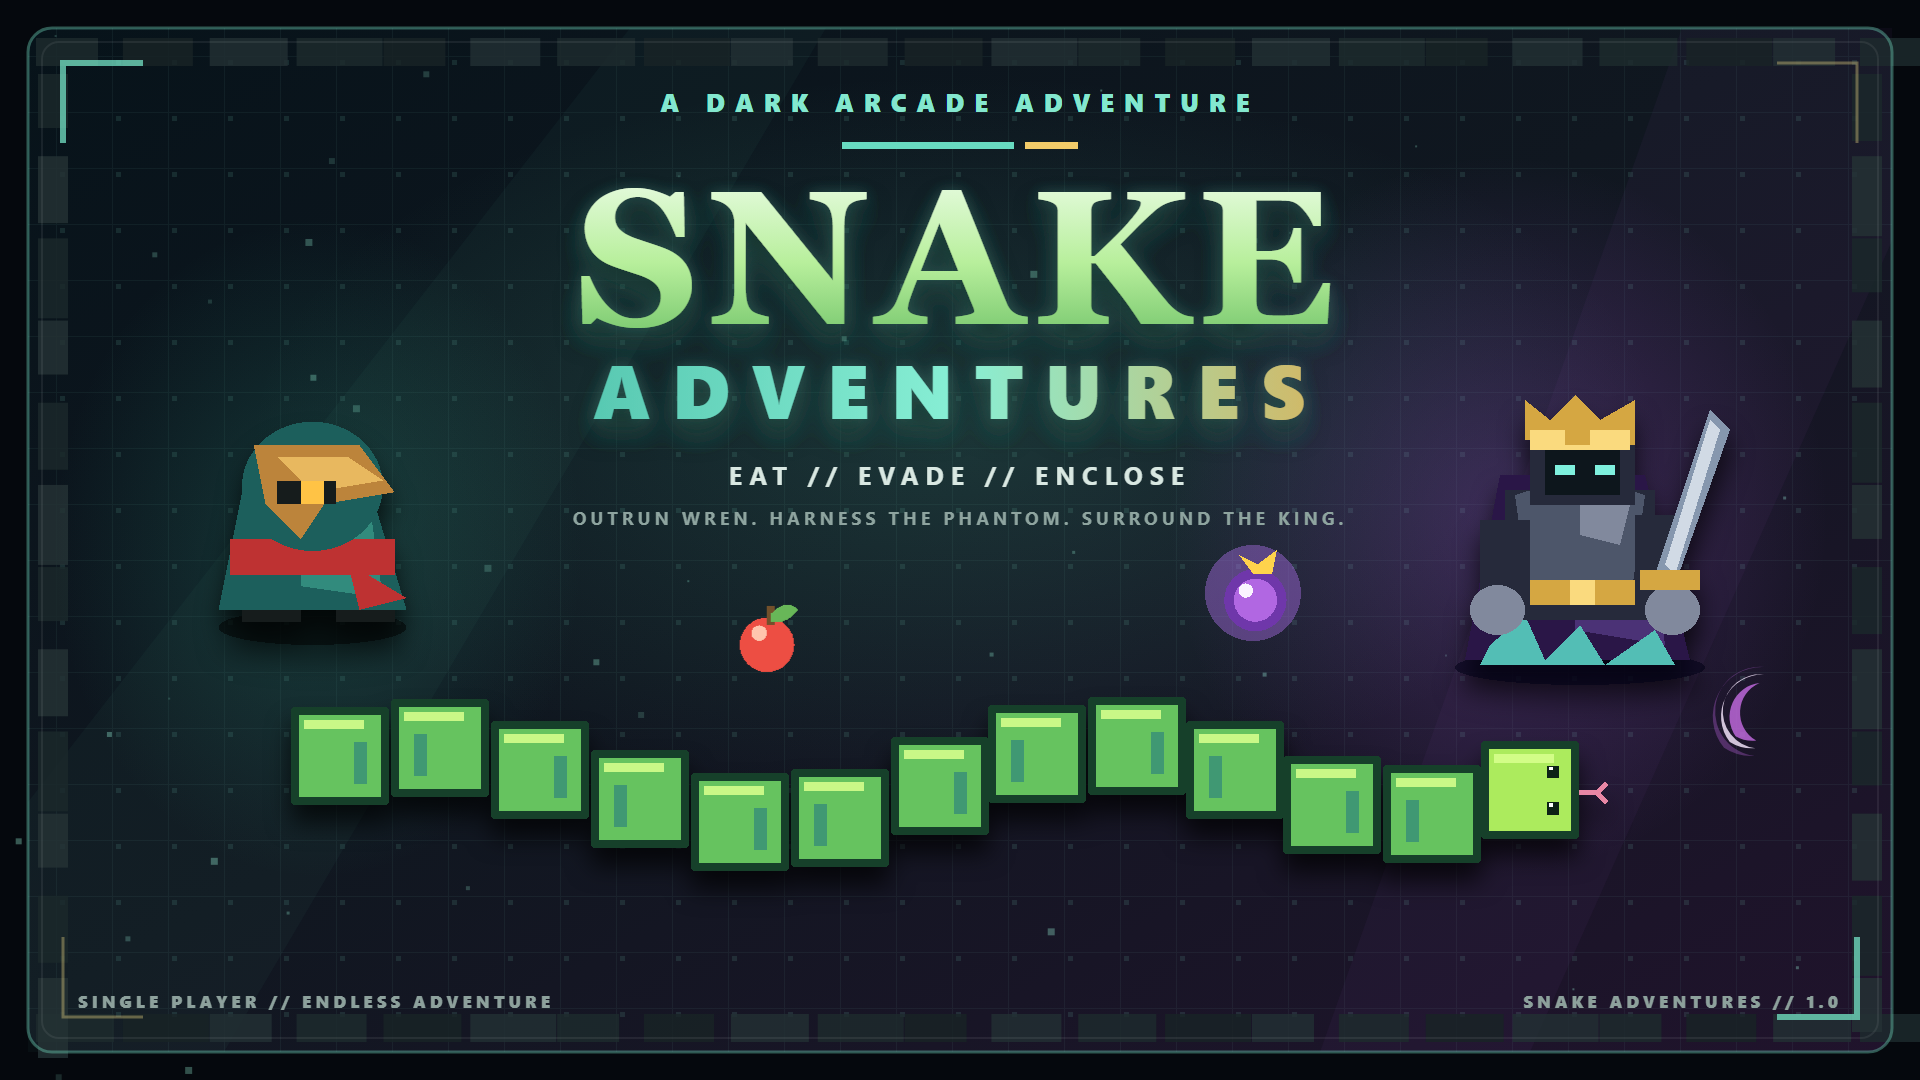 A DARK ARCADE ADVENTURE
SNAKE
ADVENTURES
EAT // EVADE // ENCLOSE
OUTRUN WREN. HARNESS THE PHANTOM. SURROUND THE KING.
SINGLE PLAYER // ENDLESS ADVENTURE
SNAKE ADVENTURES // 1.0